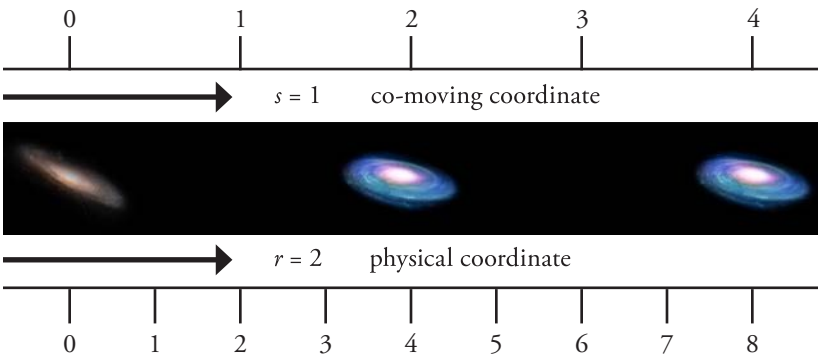 0 1 2 3 4
s = 1 co-moving coordinate
r = 2 physical coordinate
0 1 2 3 4 5 6 7 8